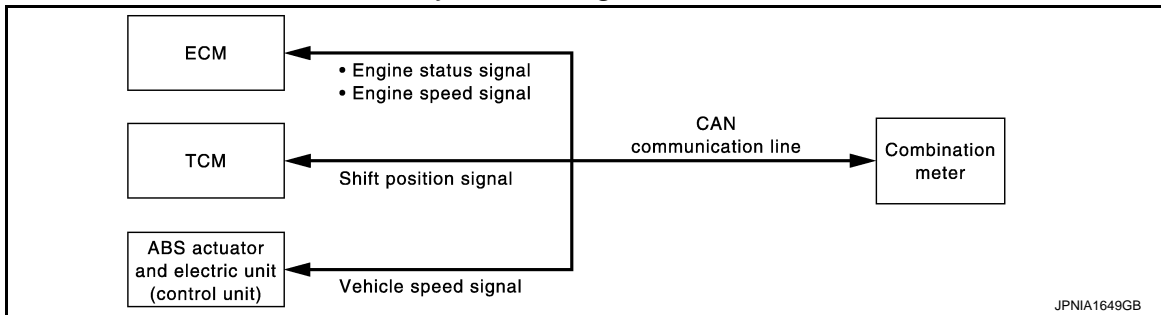 ECM
• Engine status signal
• Engine speed signal
CAN
communication line
TCM
Shift position signal
Combination
meter
ABS actuator
and electric unit
(control unit)
Vehicle speed signal
JPNIA1649GB